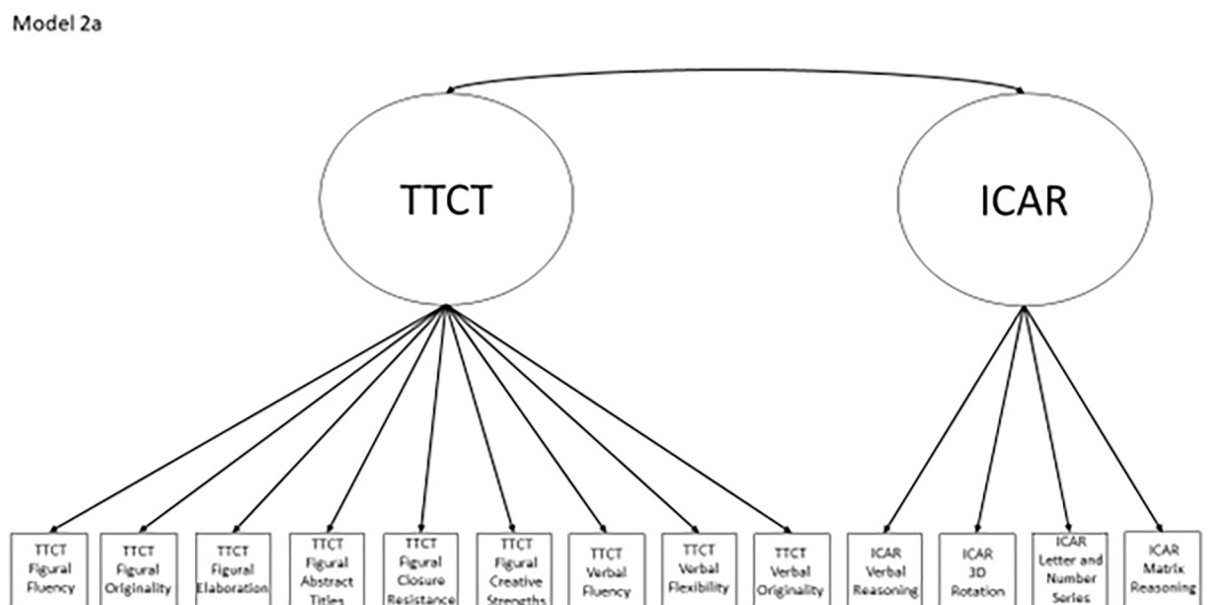 Model 2a
TTCT
ICAR
TTCT
Figural
Fluency
TTCT
Figural
Originality
TTCT
Figural
Elaboration
TTCT
Figural
Abstract
Titles
TTCT
Figural
Closure
Resistance
TTCT
Figural
Creative
Strengths
TTCT
Verbal
Fluency
TTCT
Verbal
Flexibility
TTCT
Verbal
Originality
ICAR
Verbal
Reasoning
ICAR
3D
Rotation
ICAR
Letter and
Number
Series
ICAR
Matrix
Reasoning